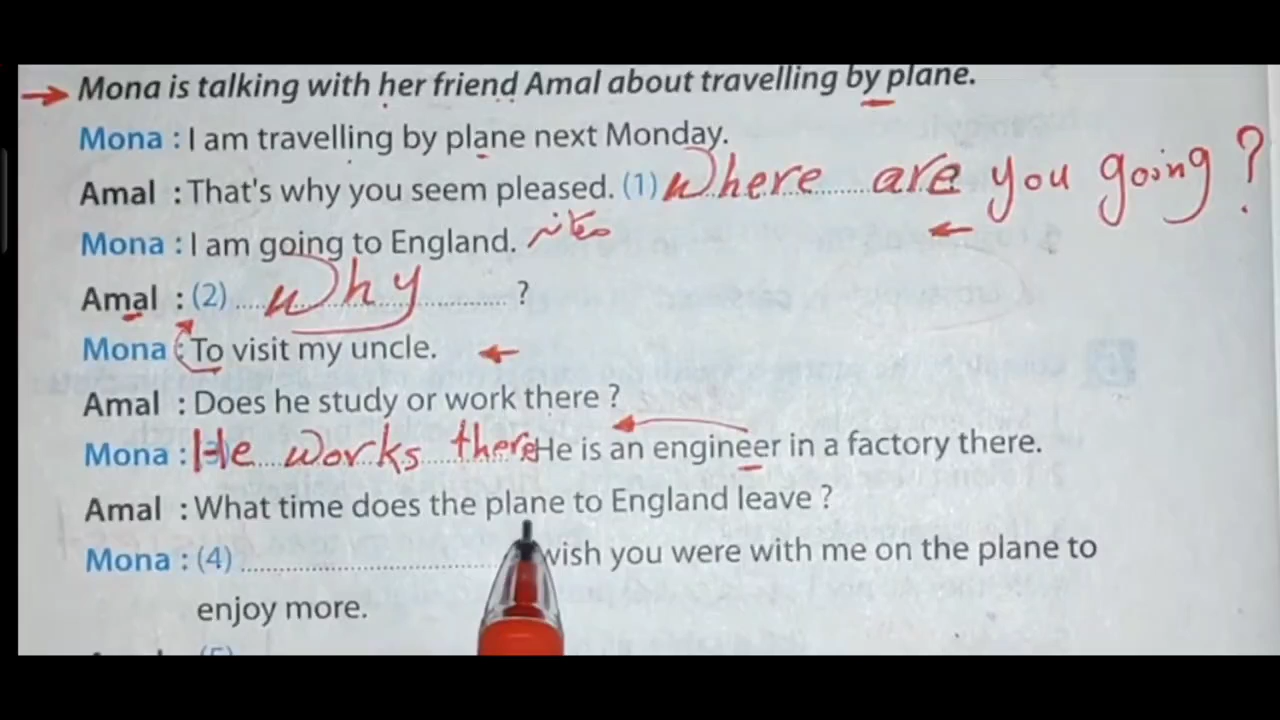 Mona is talking with her friend Amal about travelling by plane.
Mona : I am travelling by plane next Monday.
Amal : That's why you seem pleased. (1) Where are you going ?
Mona : I am going to England.
Amal : (2) Why ?
Mona : To visit my uncle.
Amal : Does he study or work there ?
Mona : He works there He is an engineer in a factory there.
Amal : What time does the plane to England leave ?
Mona : (4) wish you were with me on the plane to
enjoy more.